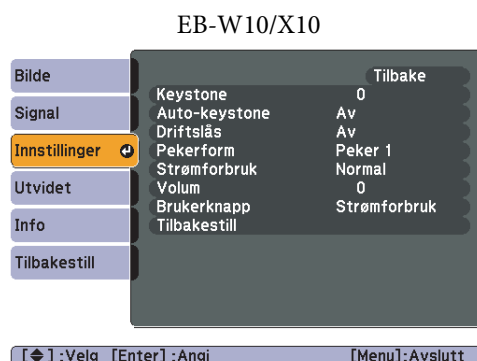 EB-W10/X10
Bilde
Signal
Innstillinger
Utvidet
Info
Tilbakestill
Tilbake
Keystone 0
Auto-keystone Av
Driftslås Av
Pekerform Peker 1
Strømforbruk Normal
Volum 0
Brukerknapp Strømforbruk
Tilbakestill
[◆] :Velg [Enter] :Angi [Menu]:Avslutt